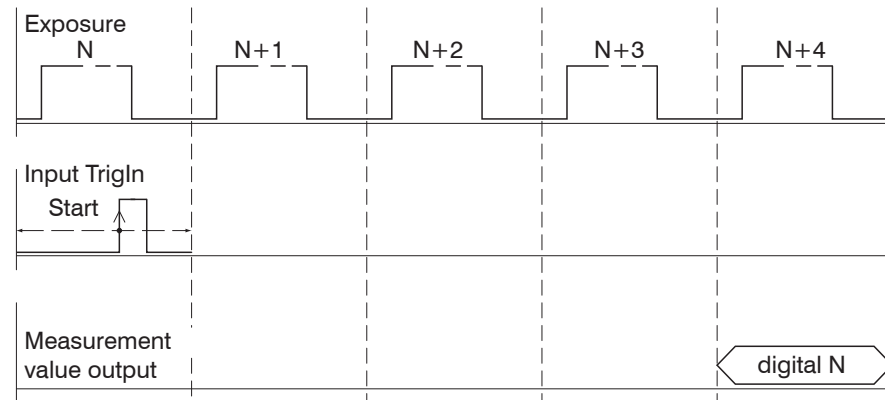 Exposure
N N+1 N+2 N+3 N+4
Input TrigIn
Start
Measurement
value output
digital N